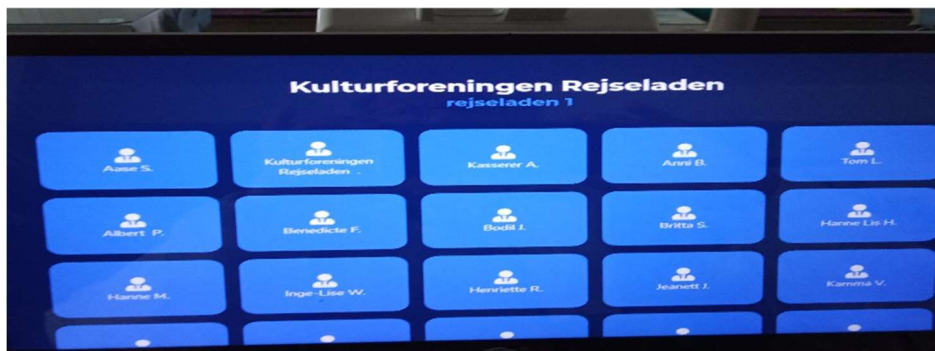 Kulturforeningen Rejseladen
rejseladen 1
Aase S.
Kulturforeningen
Rejseladen .
Kasserer A.
Anni B.
Tom L.
Albert P.
Benedicte F.
Bodil J.
Britta S.
Hanne Lis H.
Hanne M.
Inge-Lise W.
Henriette R.
Jeanett J.
Kamma V.